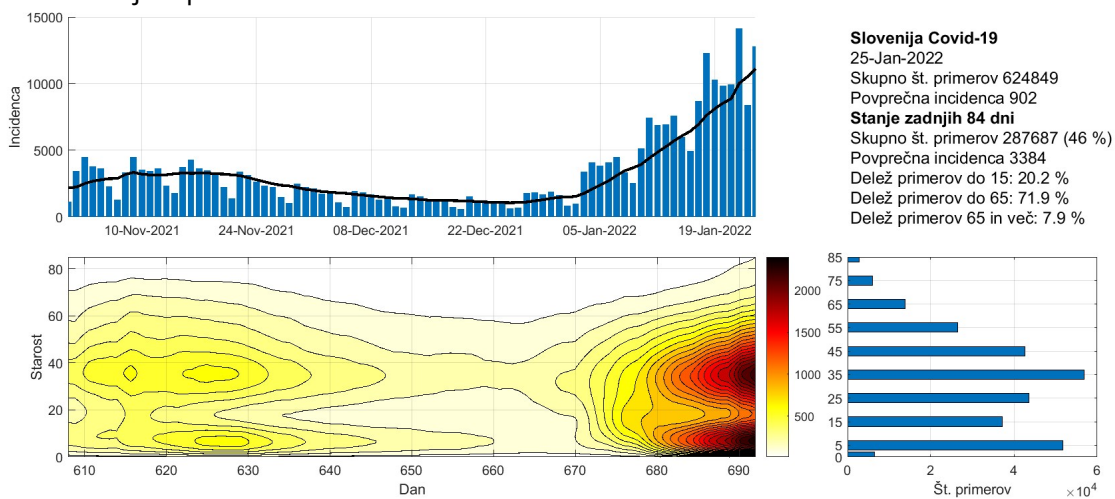 15000
10000
5000
0
Incidenca
10-Nov-2021 24-Nov-2021 08-Dec-2021 22-Dec-2021 05-Jan-2022 19-Jan-2022
Slovenija Covid-19
25-Jan-2022
Skupno št. primerov 624849
Povprečna incidenca 902
Stanje zadnjih 84 dni
Skupno št. primerov 287687 (46 %)
Povprečna incidenca 3384
Delež primerov do 15: 20.2 %
Delež primerov do 65: 71.9 %
Delež primerov 65 in več: 7.9 %
80
60
40
20
0
Starost
610 620 630 640 650 660 670 680 690
Dan
2000
1500
1000
500
85
75
65
55
45
35
25
15
5
0
0 2 4 6
Št. primerov
×10⁴